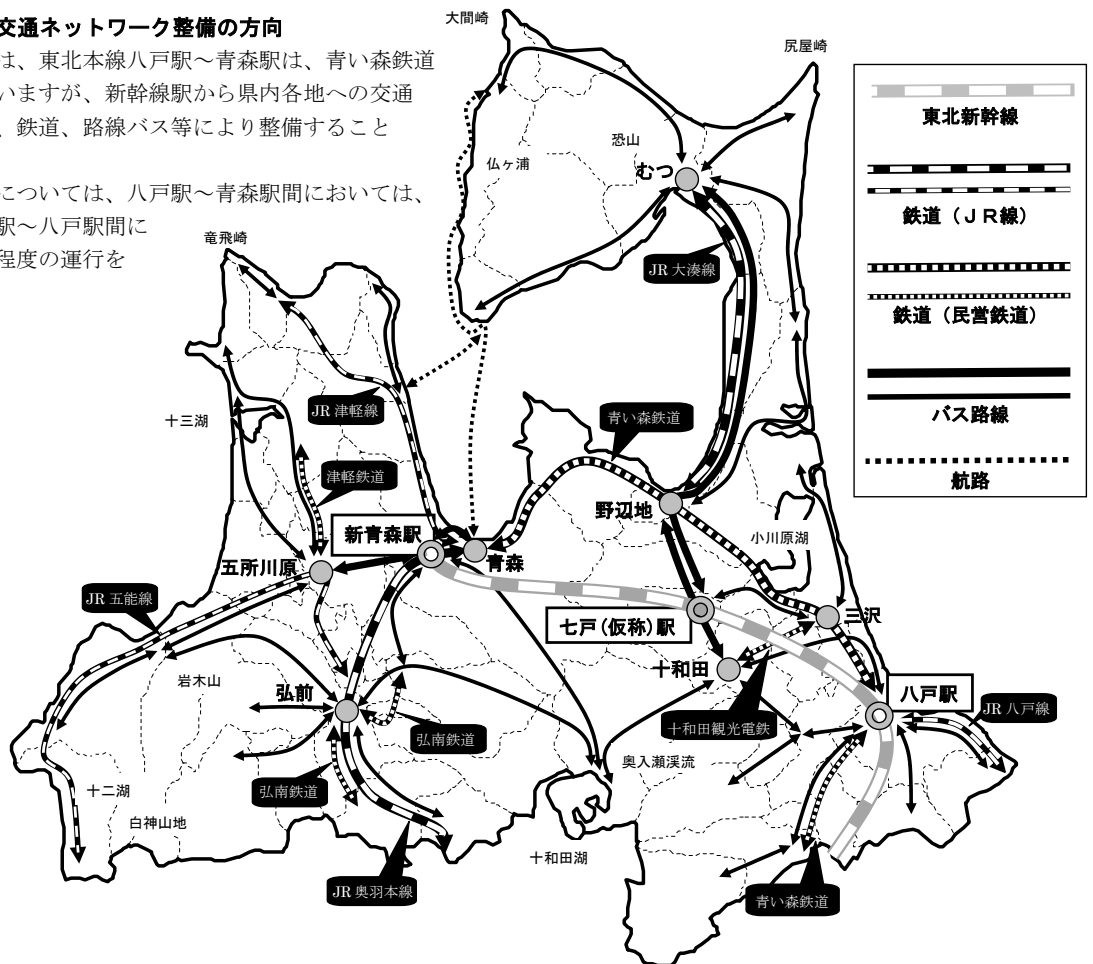 交通ネットワーク整備の方向
は、東北本線八戸駅～青森駅は、青い森鉄道
いますが、新幹線駅から県内各地への交通
、鉄道、路線バス等により整備すること
については、八戸駅～青森駅間においては、
駅～八戸駅間に
程度の運行を
大間崎
尻屋崎
東北新幹線
鉄道（ＪＲ線）
鉄道（民営鉄道）
バス路線
航路
恐山
仏ヶ浦
むつ
竜飛崎
JR 大湊線
JR 津軽線
十三湖
青い森鉄道
津軽鉄道
野辺地
新青森駅
小川原湖
青森
五所川原
JR 五能線
三沢
七戸(仮称)駅
十和田
岩木山
弘前
八戸駅
JR 八戸線
十和田観光電鉄
弘南鉄道
奥入瀬渓流
弘南鉄道
十二湖
白神山地
十和田湖
JR 奥羽本線
青い森鉄道